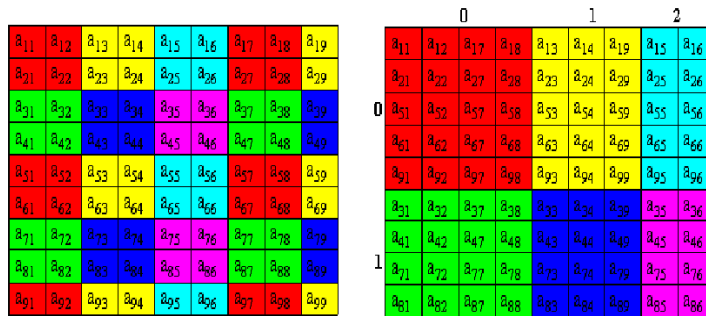 a11 a12 a13 a14 a15 a16 a17 a18 a19
a21 a22 a23 a24 a25 a26 a27 a28 a29
a31 a32 a33 a34 a35 a36 a37 a38 a39
a41 a42 a43 a44 a45 a46 a47 a48 a49
a51 a52 a53 a54 a55 a56 a57 a58 a59
a61 a62 a63 a64 a65 a66 a67 a68 a69
a71 a72 a73 a74 a75 a76 a77 a78 a79
a81 a82 a83 a84 a85 a86 a87 a88 a89
a91 a92 a93 a94 a95 a96 a97 a98 a99
0 1 2
a11 a12 a17 a18 a13 a14 a19 a15 a16
a21 a22 a27 a28 a23 a24 a29 a25 a26
0 a51 a52 a57 a58 a53 a54 a59 a55 a56
a61 a62 a67 a68 a63 a64 a69 a65 a66
a91 a92 a97 a98 a93 a94 a99 a95 a96
a31 a32 a37 a38 a33 a34 a39 a35 a36
a41 a42 a47 a48 a43 a44 a49 a45 a46
1 a71 a72 a77 a78 a73 a74 a79 a75 a76
a81 a82 a87 a88 a83 a84 a89 a85 a86